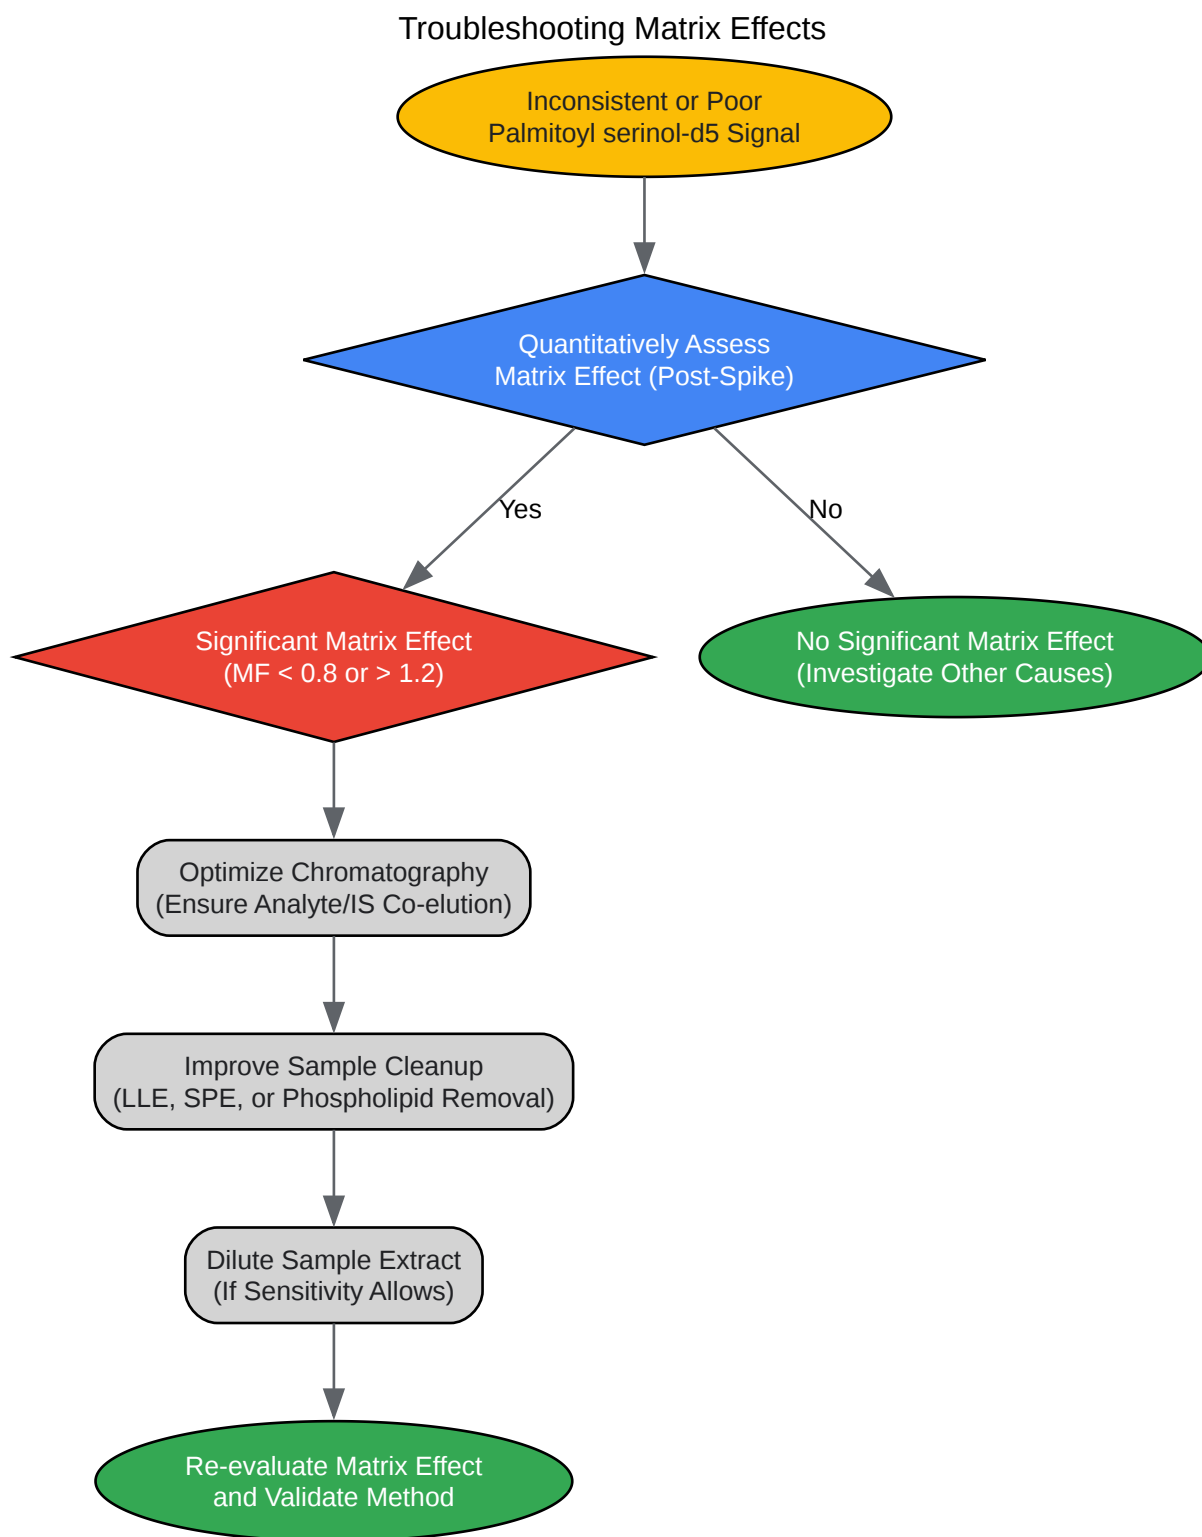 Troubleshooting Matrix Effects
Inconsistent or Poor
Palmitoyl serinol-d5 Signal
Quantitatively Assess
Matrix Effect (Post-Spike)
Yes
No
Significant Matrix Effect
(MF < 0.8 or > 1.2)
No Significant Matrix Effect
(Investigate Other Causes)
Optimize Chromatography
(Ensure Analyte/IS Co-elution)
Improve Sample Cleanup
(LLE, SPE, or Phospholipid Removal)
Dilute Sample Extract
(If Sensitivity Allows)
Re-evaluate Matrix Effect
and Validate Method